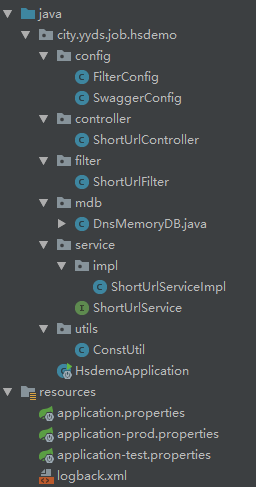 java
city.yyds.job.hsdemo
config
FilterConfig
SwaggerConfig
controller
ShortUrlController
filter
ShortUrlFilter
mdb
DnsMemoryDB.java
service
impl
ShortUrlServiceImpl
ShortUrlService
utils
ConstUtil
HsdemoApplication
resources
application.properties
application-prod.properties
application-test.properties
logback.xml